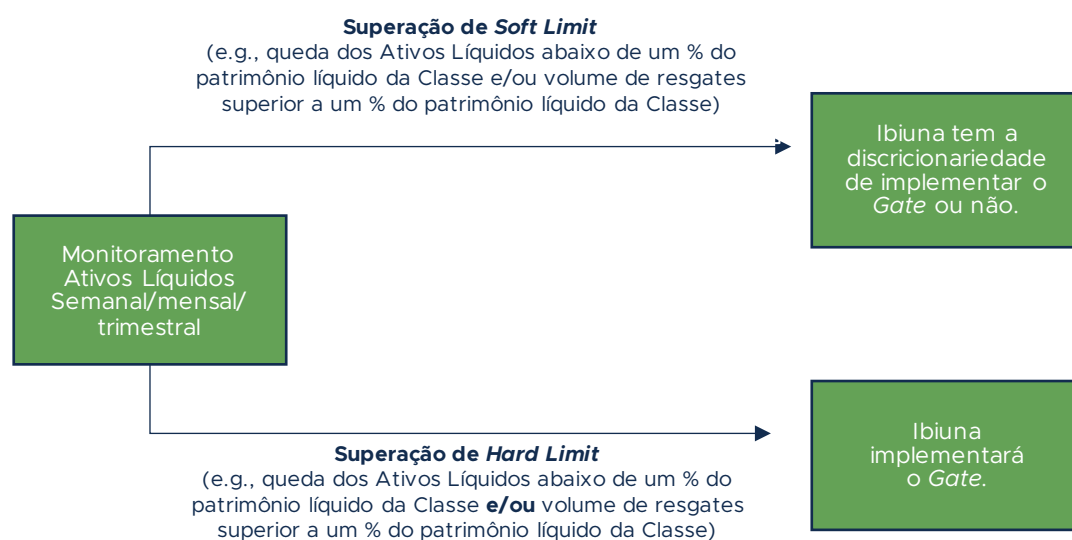 Superação de Soft Limit
(e.g., queda dos Ativos Líquidos abaixo de um % do
patrimônio líquido da Classe e/ou volume de resgates
superior a um % do patrimônio líquido da Classe)
Ibiuna tem a
discricionariedade
de implementar o
Gate ou não.
Monitoramento
Ativos Líquidos
Semanal/mensal/
trimestral
Superação de Hard Limit
(e.g., queda dos Ativos Líquidos abaixo de um % do
patrimônio líquido da Classe e/ou volume de resgates
superior a um % do patrimônio líquido da Classe)
Ibiuna
implementará
o Gate.